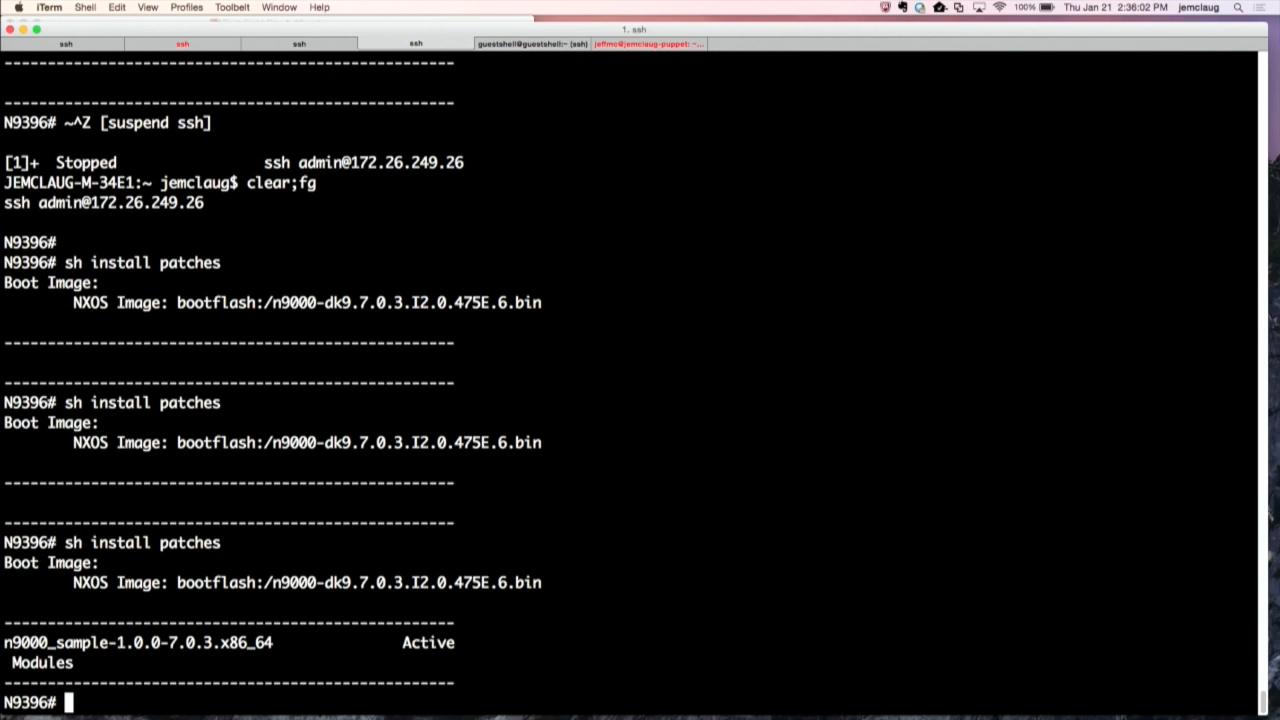 iTerm Shell Edit View Profiles Toolbelt Window Help 100% Thu Jan 21 2:36:02 PM jemclaug
1. ssh
ssh ssh ssh ssh guestshell@guestshell:~ (ssh) jeffmc@jemclaug-puppet: ~...
----------------------------------------------------
----------------------------------------------------
N9396# ~^Z [suspend ssh]
[1]+ Stopped ssh admin@172.26.249.26
JEMCLAUG-M-34E1:~ jemclaug$ clear;fg
ssh admin@172.26.249.26
N9396#
N9396# sh install patches
Boot Image:
NXOS Image: bootflash:/n9000-dk9.7.0.3.I2.0.475E.6.bin
----------------------------------------------------
----------------------------------------------------
N9396# sh install patches
Boot Image:
NXOS Image: bootflash:/n9000-dk9.7.0.3.I2.0.475E.6.bin
----------------------------------------------------
----------------------------------------------------
N9396# sh install patches
Boot Image:
NXOS Image: bootflash:/n9000-dk9.7.0.3.I2.0.475E.6.bin
----------------------------------------------------
n9000_sample-1.0.0-7.0.3.x86_64 Active
Modules
----------------------------------------------------
N9396#